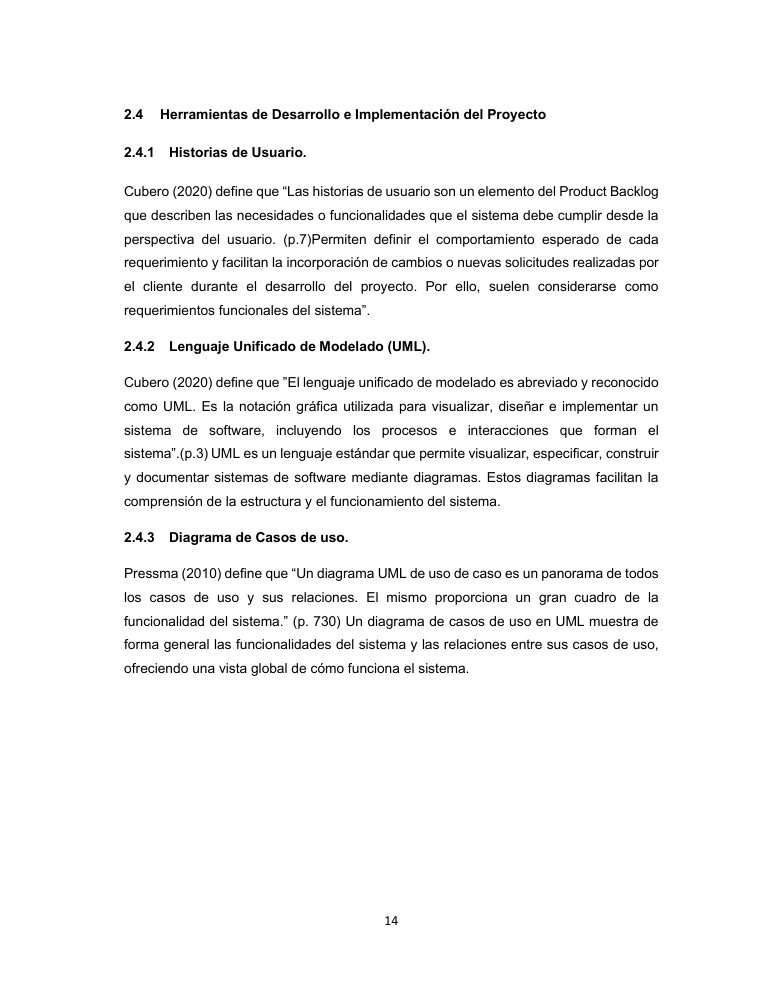 2.4 Herramientas de Desarrollo e Implementación del Proyecto
2.4.1 Historias de Usuario.
Cubero (2020) define que “Las historias de usuario son un elemento del Product Backlog
que describen las necesidades o funcionalidades que el sistema debe cumplir desde la
perspectiva del usuario. (p.7)Permiten definir el comportamiento esperado de cada
requerimiento y facilitan la incorporación de cambios o nuevas solicitudes realizadas por
el cliente durante el desarrollo del proyecto. Por ello, suelen considerarse como
requerimientos funcionales del sistema”.
2.4.2 Lenguaje Unificado de Modelado (UML).
Cubero (2020) define que ”El lenguaje unificado de modelado es abreviado y reconocido
como UML. Es la notación gráfica utilizada para visualizar, diseñar e implementar un
sistema de software, incluyendo los procesos e interacciones que forman el
sistema”.(p.3) UML es un lenguaje estándar que permite visualizar, especificar, construir
y documentar sistemas de software mediante diagramas. Estos diagramas facilitan la
comprensión de la estructura y el funcionamiento del sistema.
2.4.3 Diagrama de Casos de uso.
Pressma (2010) define que “Un diagrama UML de uso de caso es un panorama de todos
los casos de uso y sus relaciones. El mismo proporciona un gran cuadro de la
funcionalidad del sistema.” (p. 730) Un diagrama de casos de uso en UML muestra de
forma general las funcionalidades del sistema y las relaciones entre sus casos de uso,
ofreciendo una vista global de cómo funciona el sistema.
14